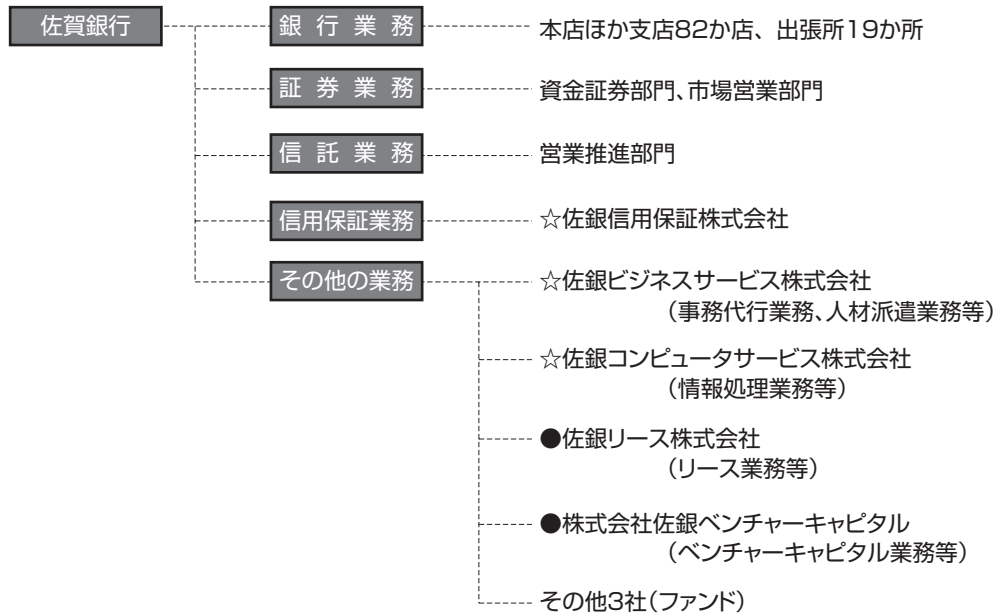 佐賀銀行
銀行業務
本店ほか支店82か店、出張所19か所
証券業務
資金証券部門、市場営業部門
信託業務
営業推進部門
信用保証業務
☆佐銀信用保証株式会社
その他の業務
☆佐銀ビジネスサービス株式会社
（事務代行業務、人材派遣業務等）
☆佐銀コンピュータサービス株式会社
（情報処理業務等）
●佐銀リース株式会社
（リース業務等）
●株式会社佐銀ベンチャーキャピタル
（ベンチャーキャピタル業務等）
その他3社（ファンド）